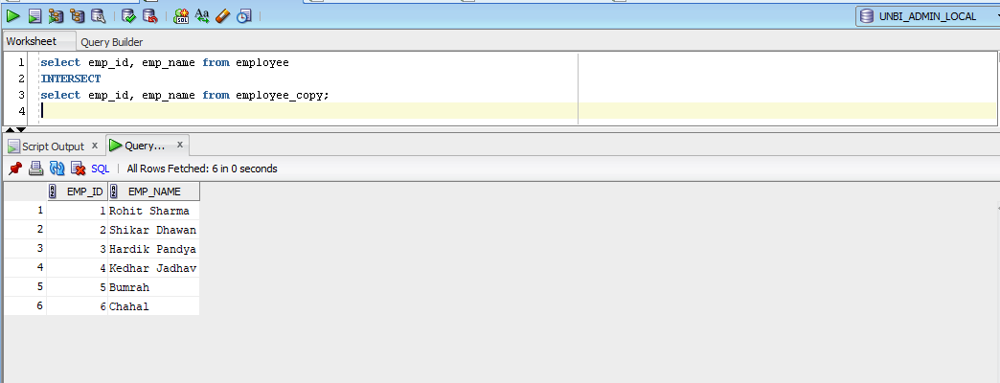 UNBI_ADMIN_LOCAL
Worksheet Query Builder
1 select emp_id, emp_name from employee
2 INTERSECT
3 select emp_id, emp_name from employee_copy;
4
Script Output x Query... x
SQL All Rows Fetched: 6 in 0 seconds
EMP_ID EMP_NAME
1 1 Rohit Sharma
2 2 Shikar Dhawan
3 3 Hardik Pandya
4 4 Kedhar Jadhav
5 5 Bumrah
6 6 Chahal